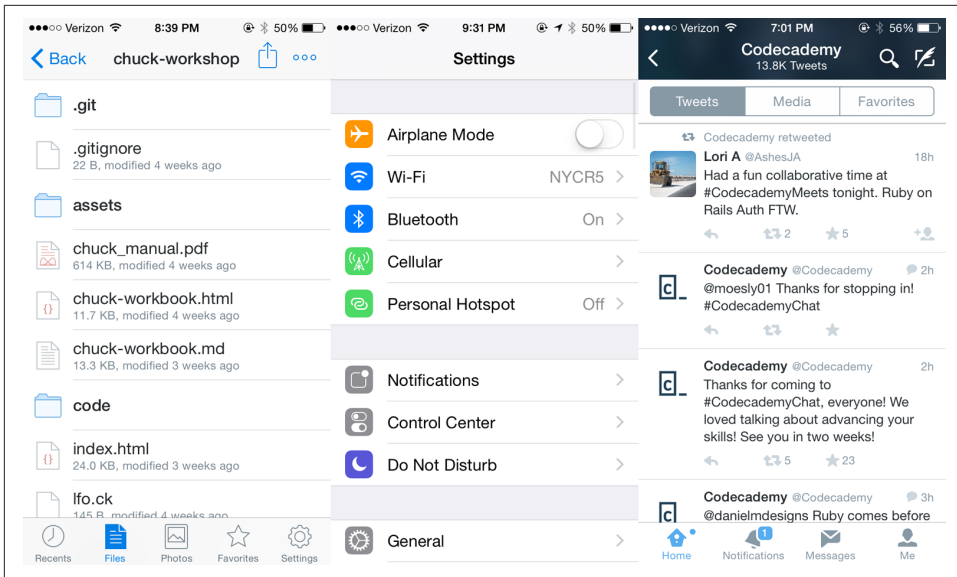 Verizon 8:39 PM 50%
Back chuck-workshop
.git
.gitignore
22 B, modified 4 weeks ago
assets
chuck_manual.pdf
614 KB, modified 4 weeks ago
chuck-workbook.html
11.7 KB, modified 4 weeks ago
chuck-workbook.md
13.3 KB, modified 3 weeks ago
code
index.html
24.0 KB, modified 3 weeks ago
lfo.ck
145 B, modified 4 weeks ago
Recents Files Photos Favorites Settings
Verizon 9:31 PM 50%
Settings
Airplane Mode
Wi-Fi NYCR5
Bluetooth On
Cellular
Personal Hotspot Off
Notifications
Control Center
Do Not Disturb
General
Verizon 7:01 PM 56%
Codecademy
13.8K Tweets
Tweets Media Favorites
Codecademy retweeted
Lori A @AshesJA 18h
Had a fun collaborative time at
#CodecademyMeets tonight. Ruby on
Rails Auth FTW.
2 5
Codecademy @Codecademy 2h
@moesly01 Thanks for stopping in!
#CodecademyChat
Codecademy @Codecademy 2h
Thanks for coming to
#CodecademyChat, everyone! We
loved talking about advancing your
skills! See you in two weeks!
5 23
Codecademy @Codecademy 3h
@danielmdesigns Ruby comes before
1
Home Notifications Messages Me